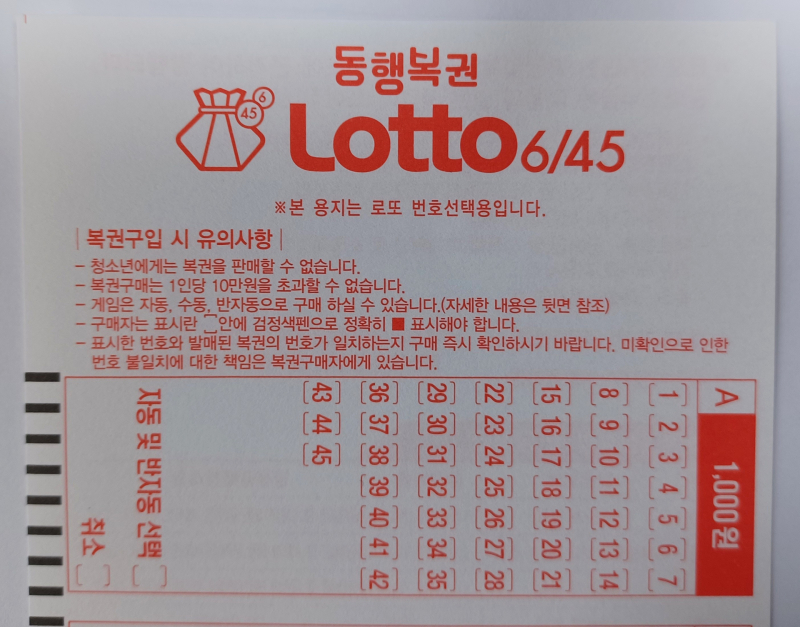 동행복권
45 6
Lotto 6/45
※본 용지는 로또 번호선택용입니다.
복권구입 시 유의사항
- 청소년에게는 복권을 판매할 수 없습니다.
- 복권구매는 1인당 10만원을 초과할 수 없습니다.
- 게임은 자동, 수동, 반자동으로 구매 하실 수 있습니다.(자세한 내용은 뒷면 참조)
- 구매자는 표시란 안에 검정색펜으로 정확히 ■ 표시해야 합니다.
- 표시한 번호와 발매된 복권의 번호가 일치하는지 구매 즉시 확인하시기 바랍니다. 미확인으로 인한
번호 불일치에 대한 책임은 복권구매자에게 있습니다.
A 1,000원
1 2 3 4 5 6 7
8 9 10 11 12 13 14
15 16 17 18 19 20 21
22 23 24 25 26 27 28
29 30 31 32 33 34 35
36 37 38 39 40 41 42
43 44 45
자동 및 반자동 선택
취소